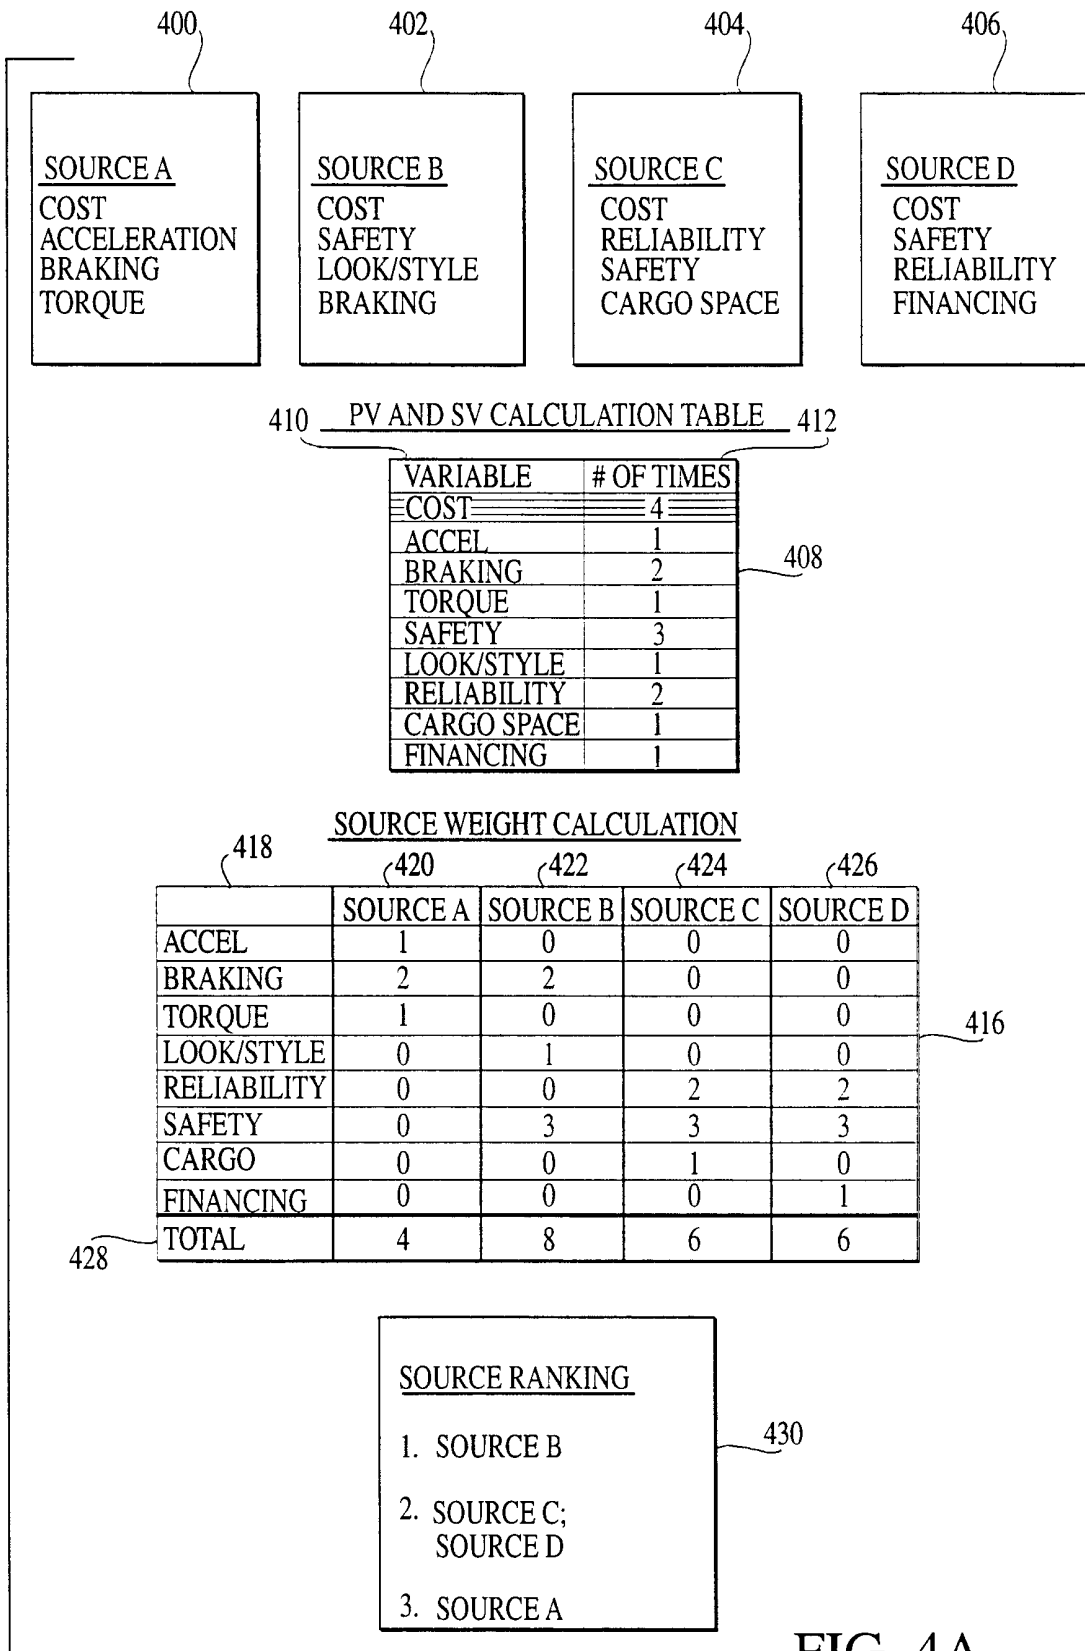 400 402 404 406
SOURCE A
COST
ACCELERATION
BRAKING
TORQUE
SOURCE B
COST
SAFETY
LOOK/STYLE
BRAKING
SOURCE C
COST
RELIABILITY
SAFETY
CARGO SPACE
SOURCE D
COST
SAFETY
RELIABILITY
FINANCING
410 PV AND SV CALCULATION TABLE 412
VARIABLE # OF TIMES
COST 4
ACCEL 1
BRAKING 2
408
TORQUE 1
SAFETY 3
LOOK/STYLE 1
RELIABILITY 2
CARGO SPACE 1
FINANCING 1
SOURCE WEIGHT CALCULATION
418 420 422 424 426
SOURCE A SOURCE B SOURCE C SOURCE D
ACCEL 1 0 0 0
BRAKING 2 2 0 0
TORQUE 1 0 0 0
416
LOOK/STYLE 0 1 0 0
RELIABILITY 0 0 2 2
SAFETY 0 3 3 3
CARGO 0 0 1 0
FINANCING 0 0 0 1
TOTAL 4 8 6 6
428
SOURCE RANKING
1. SOURCE B
430
2. SOURCE C;
SOURCE D
3. SOURCE A
FIG. 4A